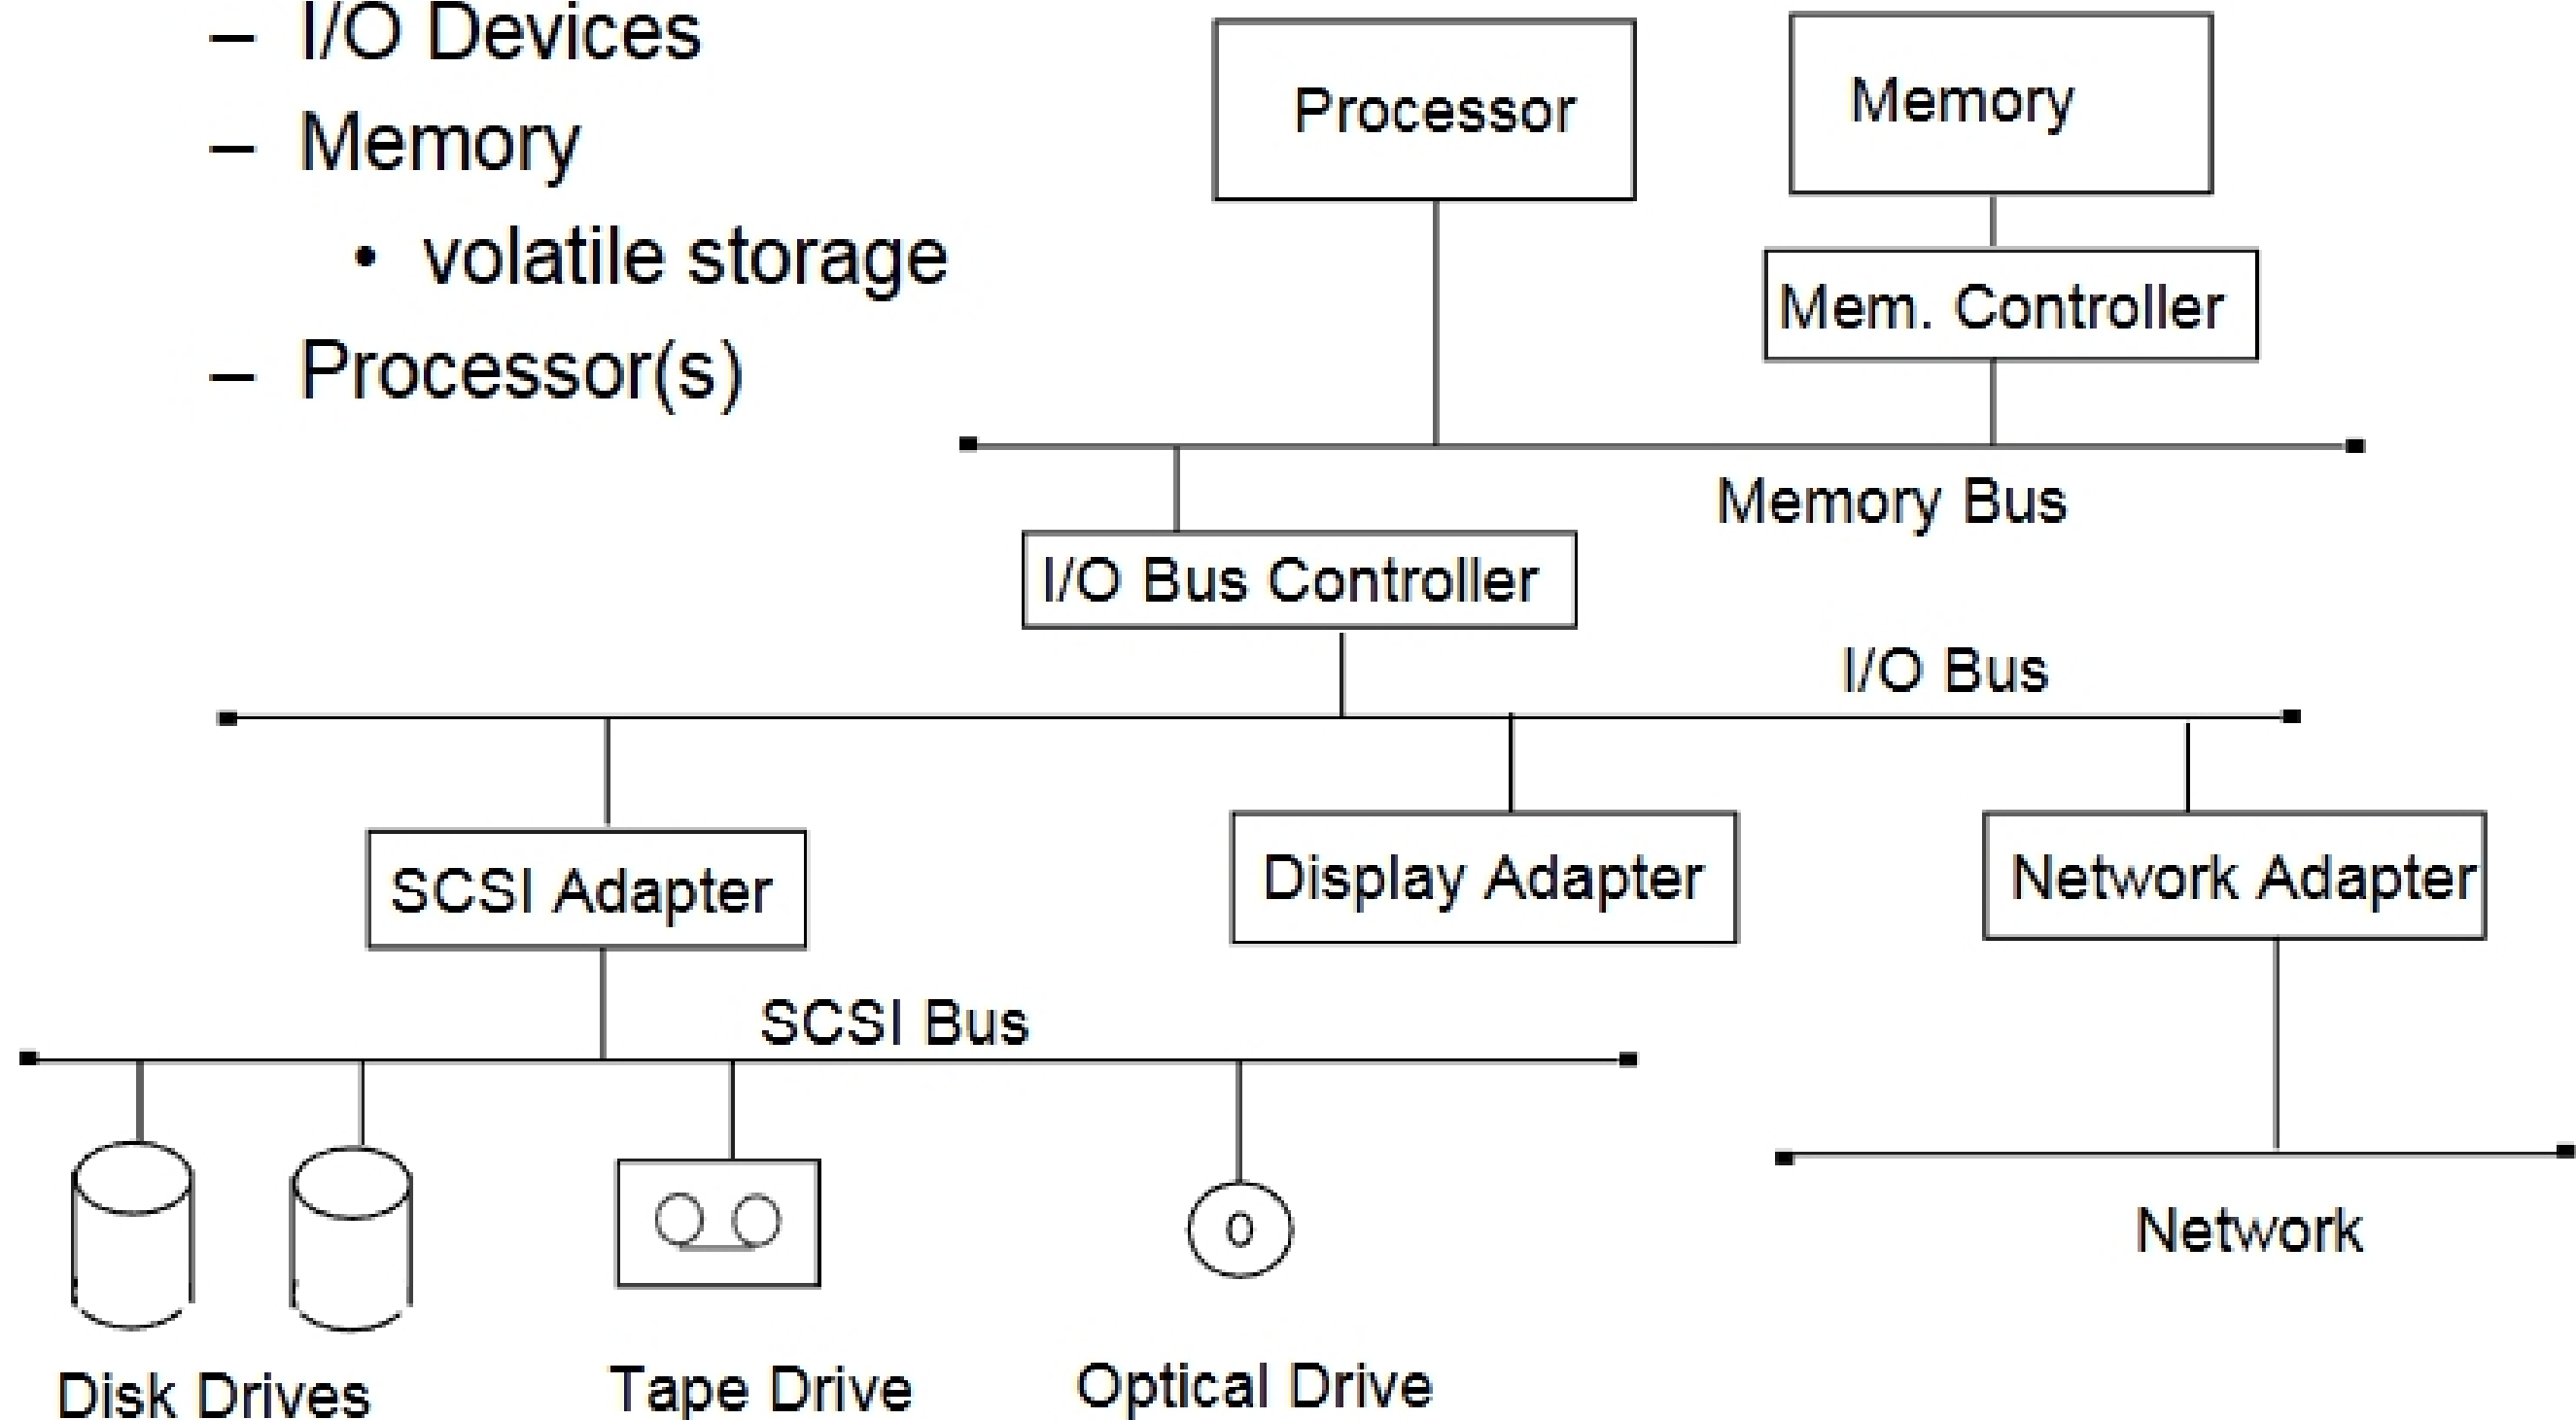 – I/O Devices
– Memory
• volatile storage
– Processor(s)
Processor
Memory
Mem. Controller
Memory Bus
I/O Bus Controller
I/O Bus
SCSI Adapter
Display Adapter
Network Adapter
SCSI Bus
Network
Disk Drives
Tape Drive
Optical Drive